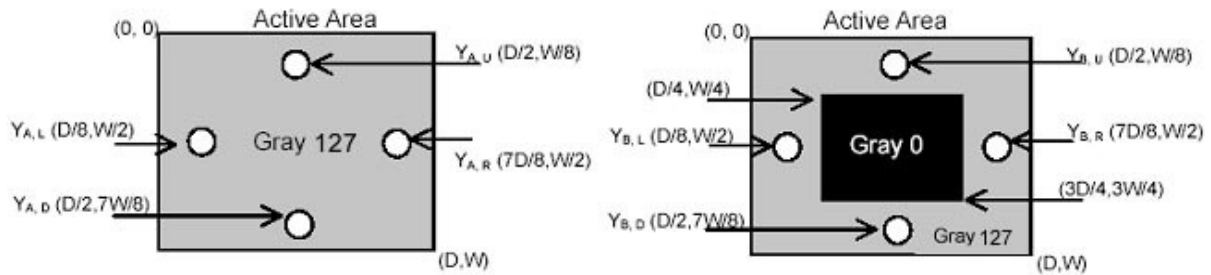 Active Area
(0, 0)
Y_A, U (D/2,W/8)
Y_A, L (D/8,W/2)
Gray 127
Y_A, R (7D/8,W/2)
Y_A, D (D/2,7W/8)
(D,W)
Active Area
(0, 0)
Y_B, U (D/2,W/8)
(D/4,W/4)
Y_B, L (D/8,W/2)
Gray 0
Y_B, R (7D/8,W/2)
(3D/4,3W/4)
Y_B, D (D/2,7W/8)
Gray 127
(D,W)